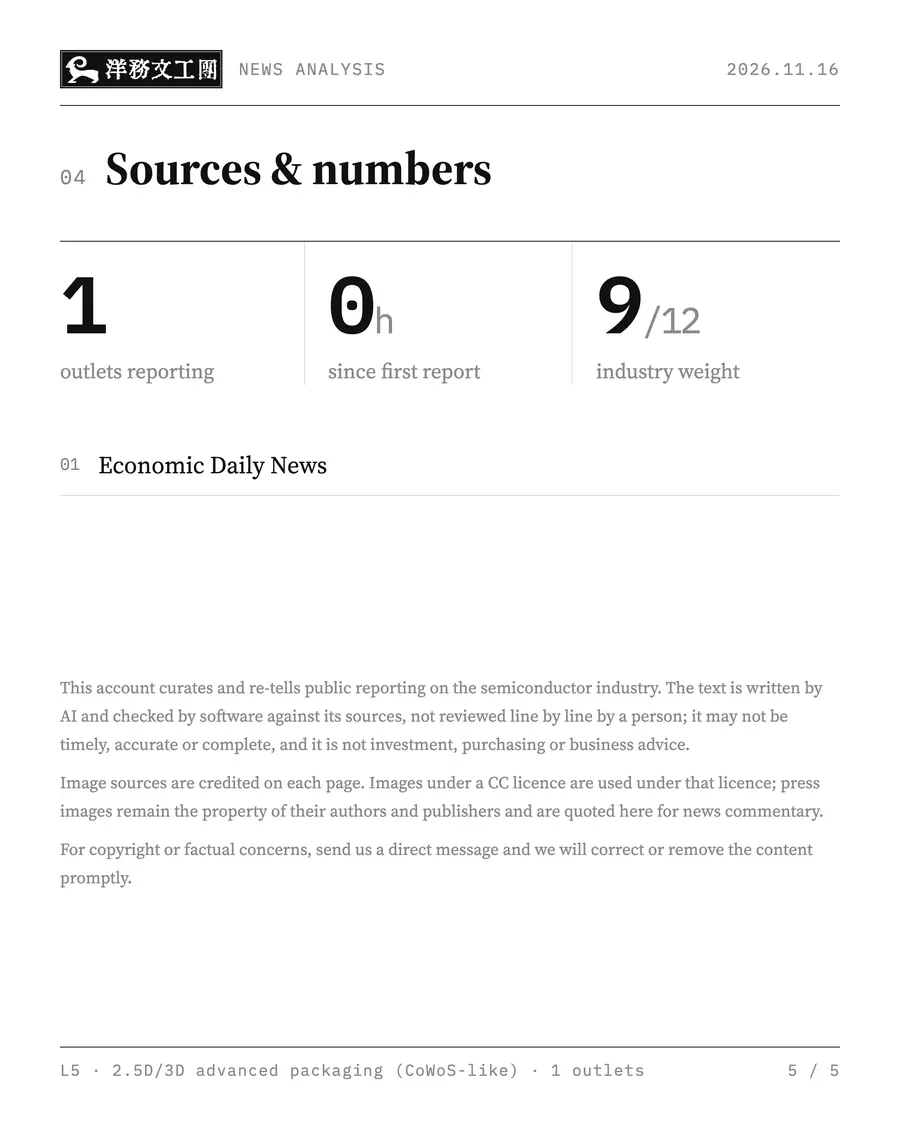 洋務文工團 NEWS ANALYSIS 2026.11.16
04 Sources & numbers
1 0h 9/12
outlets reporting since first report industry weight
01 Economic Daily News
This account curates and re-tells public reporting on the semiconductor industry. The text is written by
AI and checked by software against its sources, not reviewed line by line by a person; it may not be
timely, accurate or complete, and it is not investment, purchasing or business advice.
Image sources are credited on each page. Images under a CC licence are used under that licence; press
images remain the property of their authors and publishers and are quoted here for news commentary.
For copyright or factual concerns, send us a direct message and we will correct or remove the content
promptly.
L5 · 2.5D/3D advanced packaging (CoWoS-like) · 1 outlets 5 / 5